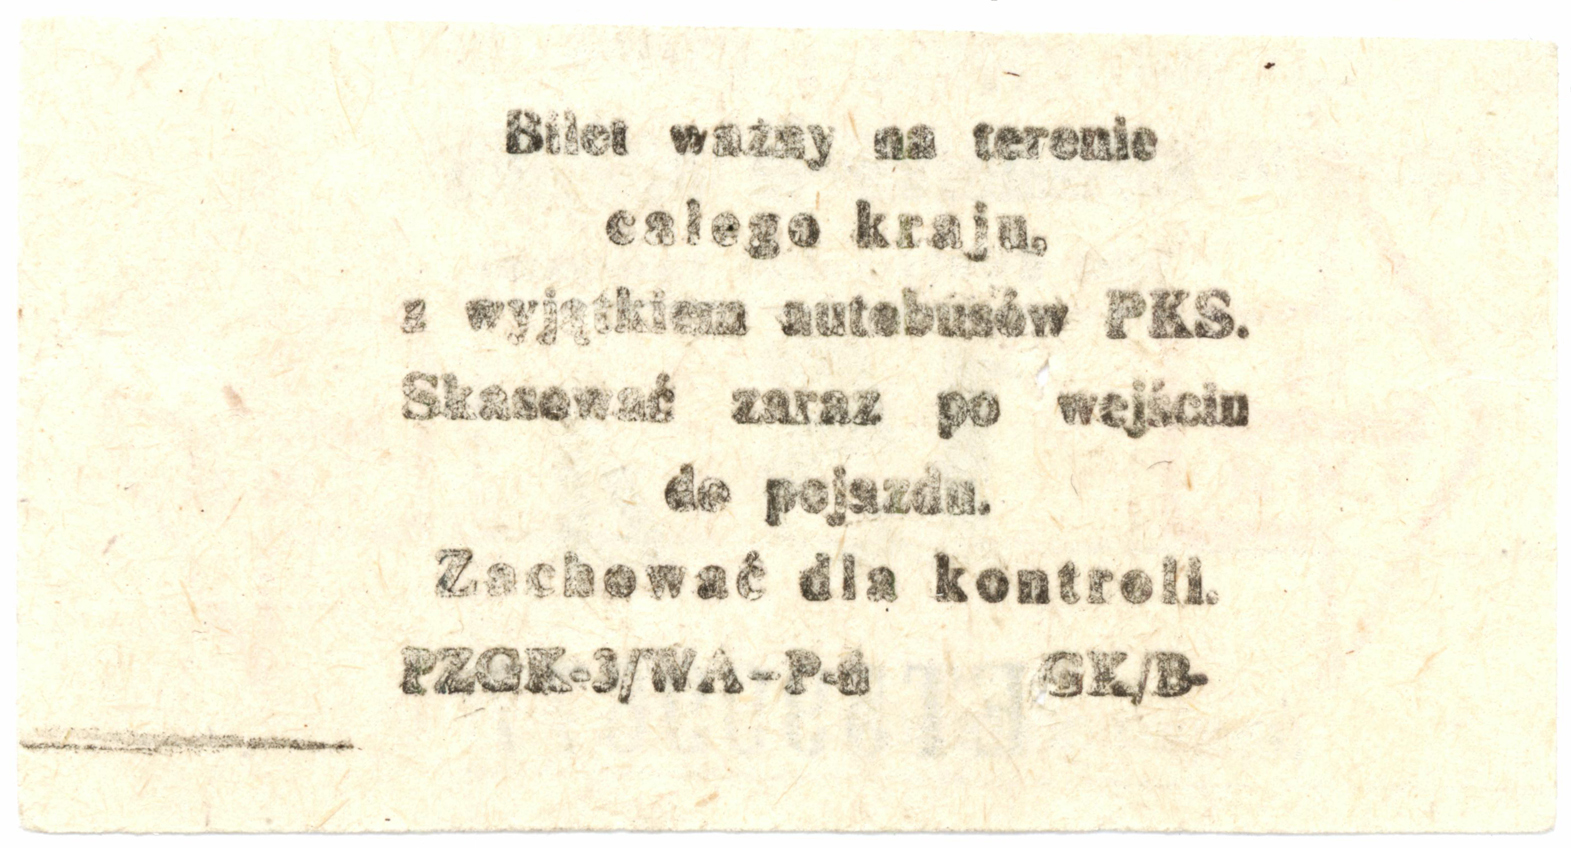 Bilet ważny na terenie
całego kraju,
z wyjątkiem autobusów PKS.
Skasować zaraz po wejściu
do pojazdu.
Zachować dla kontroli.
PZGK-3/WA-P-ń GK/B-